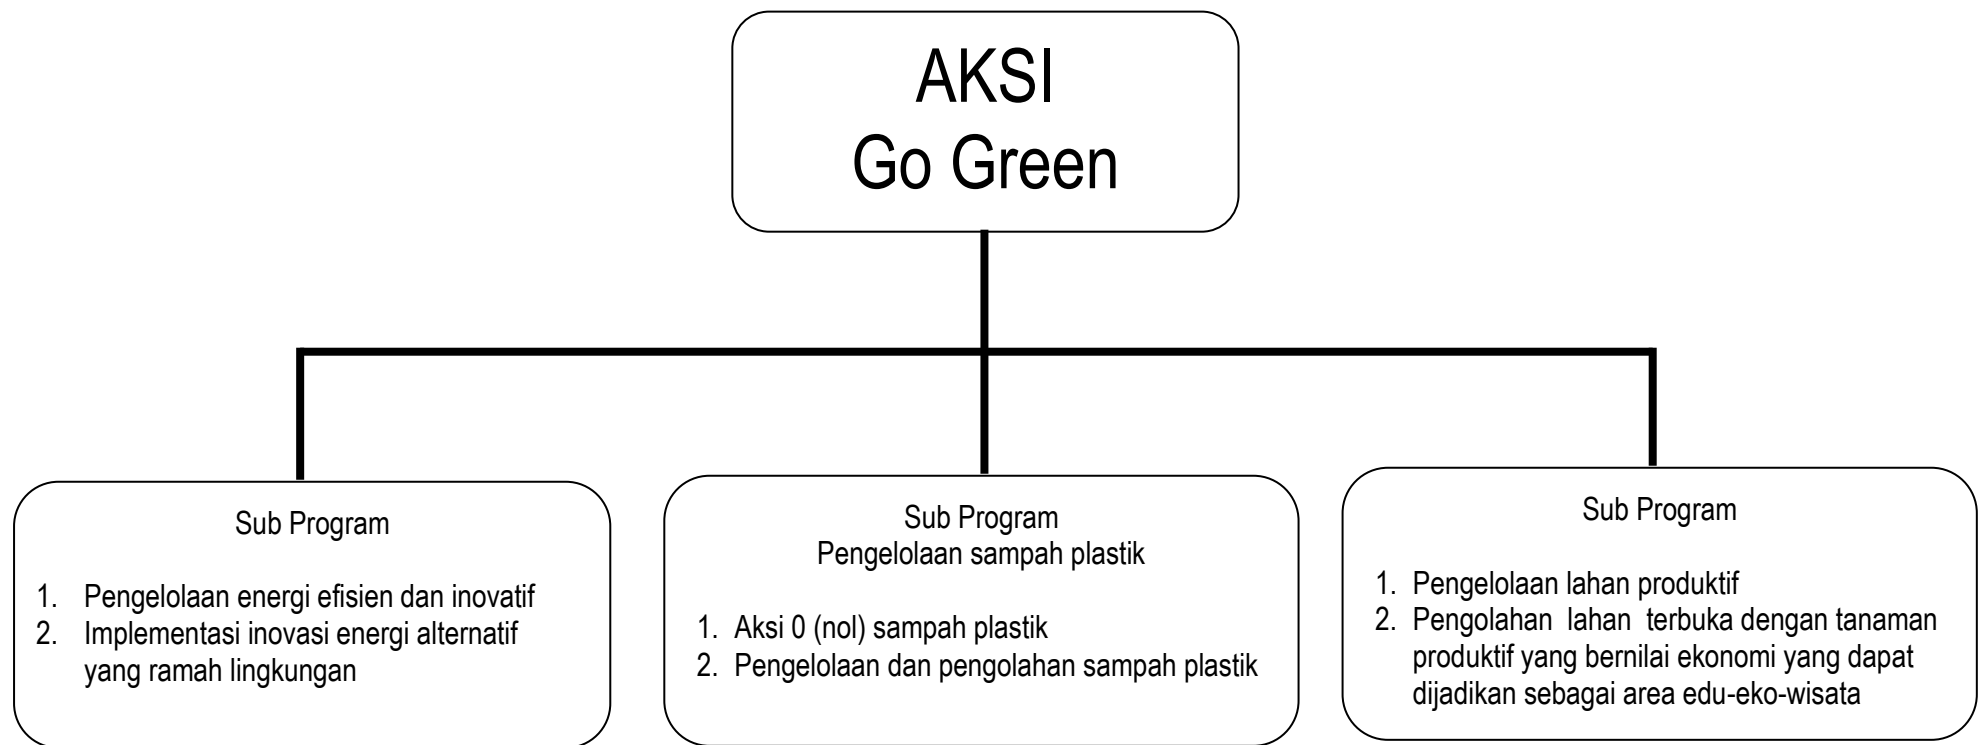 AKSI
Go Green
Sub Program
1. Pengelolaan energi efisien dan inovatif
2. Implementasi inovasi energi alternatif
yang ramah lingkungan
Sub Program
Pengelolaan sampah plastik
1. Aksi 0 (nol) sampah plastik
2. Pengelolaan dan pengolahan sampah plastik
Sub Program
1. Pengelolaan lahan produktif
2. Pengolahan lahan terbuka dengan tanaman
produktif yang bernilai ekonomi yang dapat
dijadikan sebagai area edu-eko-wisata